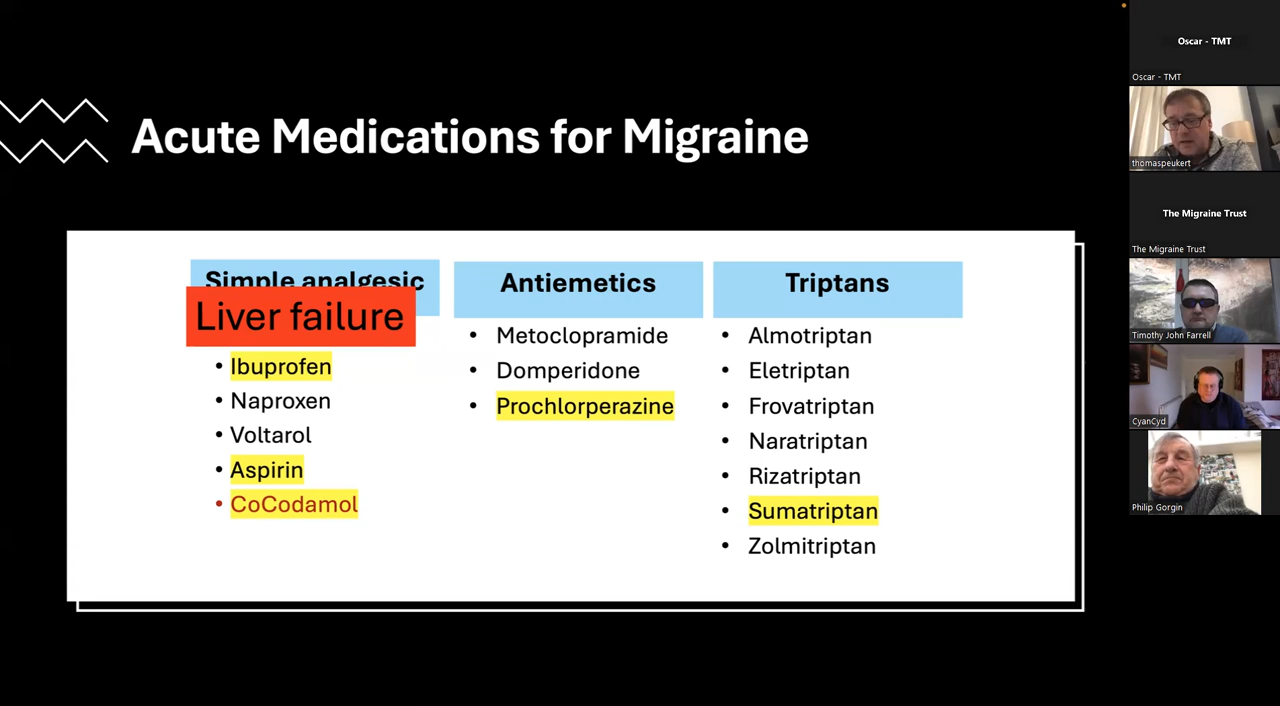 Acute Medications for Migraine
Simple analgesic
Liver failure
• Ibuprofen
• Naproxen
• Voltarol
• Aspirin
• CoCodamol
Antiemetics
• Metoclopramide
• Domperidone
• Prochlorperazine
Triptans
• Almotriptan
• Eletriptan
• Frovatriptan
• Naratriptan
• Rizatriptan
• Sumatriptan
• Zolmitriptan
Oscar - TMT
Oscar - TMT
thomaspeukert
The Migraine Trust
The Migraine Trust
Timothy John Farrell
CyanCyd
Philip Gorgin